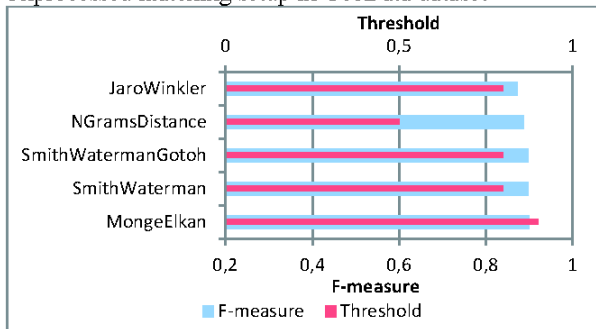 Threshold
0 0,5 1
JaroWinkler
NGramsDistance
SmithWatermanGotoh
SmithWaterman
MongeElkan
0,2 0,4 0,6 0,8 1
F-measure
F-measure Threshold